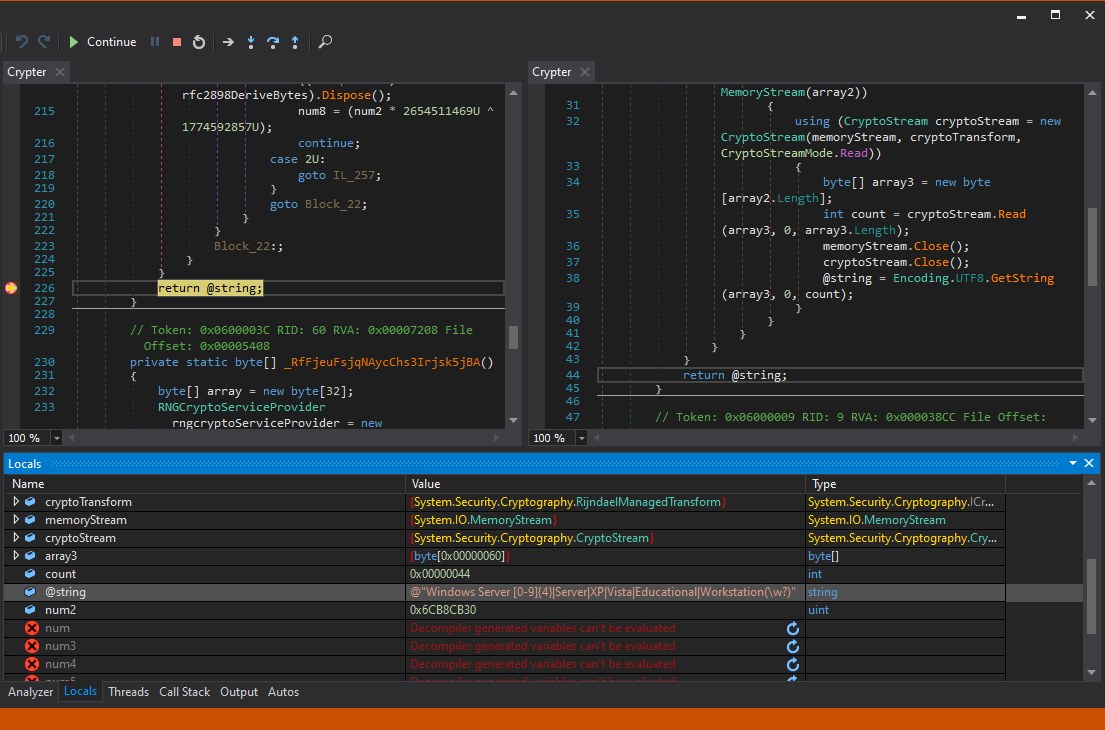 Continue
Crypter
rfc2898DeriveBytes).Dispose();
215 num8 = (num2 * 2654511469U ^
1774592857U);
216 continue;
217 case 2U:
218 goto IL_257;
219 }
220 goto Block_22;
221 }
222 }
223 Block_22:;
224 }
225 }
226 return @string;
227 }
228
229 // Token: 0x0600003C RID: 60 RVA: 0x00007208 File
Offset: 0x00005408
230 private static byte[] _RfFjeuFsjqNAycChs3Irjsk5jBA()
231 {
232 byte[] array = new byte[32];
233 RNGCryptoServiceProvider
rngcryptoServiceProvider = new
100 %
Crypter
MemoryStream(array2))
31 {
32 using (CryptoStream cryptoStream = new
CryptoStream(memoryStream, cryptoTransform,
CryptoStreamMode.Read))
33 {
34 byte[] array3 = new byte
[array2.Length];
35 int count = cryptoStream.Read
(array3, 0, array3.Length);
36 memoryStream.Close();
37 cryptoStream.Close();
38 @string = Encoding.UTF8.GetString
(array3, 0, count);
39 }
40 }
41 }
42 }
43 }
44 return @string;
45 }
46
47 // Token: 0x06000009 RID: 9 RVA: 0x000038CC File Offset:
100 %
Locals
Name Value Type
cryptoTransform {System.Security.Cryptography.RijndaelManagedTransform} System.Security.Cryptography.ICr...
memoryStream {System.IO.MemoryStream} System.IO.MemoryStream
cryptoStream {System.Security.Cryptography.CryptoStream} System.Security.Cryptography.Cry...
array3 {byte[0x00000060]} byte[]
count 0x00000044 int
@string @"Windows Server [0-9]{4}|Server|XP|Vista|Educational|Workstation(\w?)" string
num2 0x6CB8CB30 uint
num Decompiler generated variables can't be evaluated
num3 Decompiler generated variables can't be evaluated
num4 Decompiler generated variables can't be evaluated
num5 Decompiler generated variables can't be evaluated
Analyzer Locals Threads Call Stack Output Autos